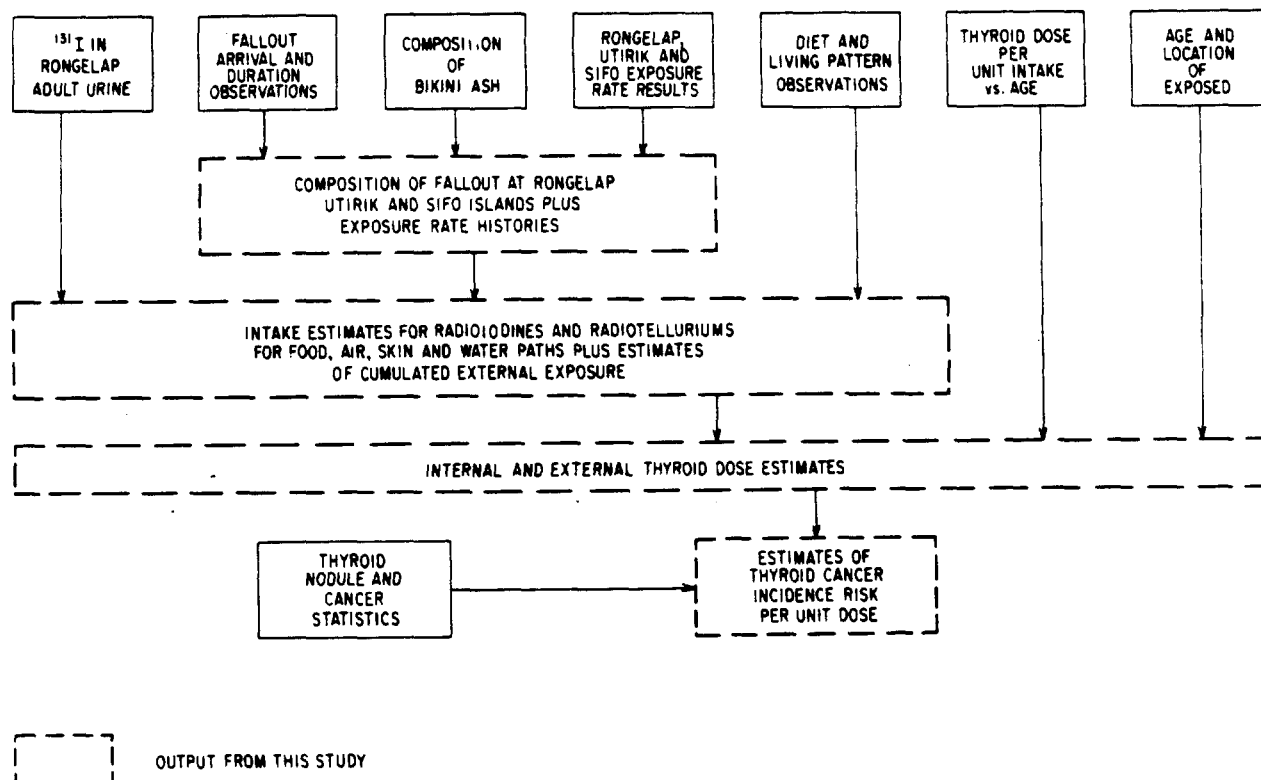 ¹³¹I IN
RONGELAP
ADULT URINE
FALLOUT
ARRIVAL AND
DURATION
OBSERVATIONS
COMPOSITION
OF
BIKINI ASH
RONGELAP,
UTIRIK AND
SIFO EXPOSURE
RATE RESULTS
DIET AND
LIVING PATTERN
OBSERVATIONS
THYROID DOSE
PER
UNIT INTAKE
vs. AGE
AGE AND
LOCATION
OF
EXPOSED
COMPOSITION OF FALLOUT AT RONGELAP
UTIRIK AND SIFO ISLANDS PLUS
EXPOSURE RATE HISTORIES
INTAKE ESTIMATES FOR RADIOIODINES AND RADIOTELLURIUMS
FOR FOOD, AIR, SKIN AND WATER PATHS PLUS ESTIMATES
OF CUMULATED EXTERNAL EXPOSURE
INTERNAL AND EXTERNAL THYROID DOSE ESTIMATES
THYROID
NODULE AND
CANCER
STATISTICS
ESTIMATES OF
THYROID CANCER
INCIDENCE RISK
PER UNIT DOSE
OUTPUT FROM THIS STUDY